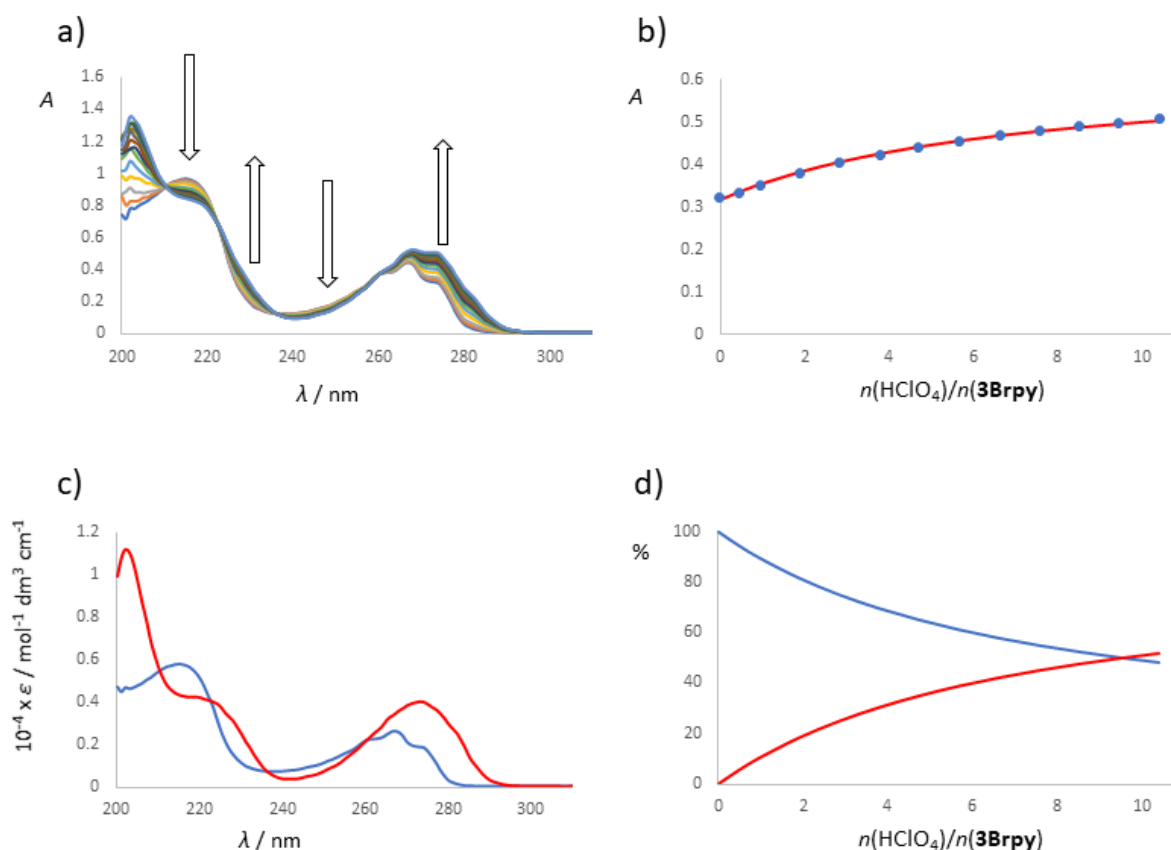 a)
A
1.6
1.4
1.2
1
0.8
0.6
0.4
0.2
0
200 220 240 260 280 300
λ / nm
b)
A
0.6
0.5
0.4
0.3
0.2
0.1
0
0 2 4 6 8 10
n(HClO₄)/n(3Brpy)
c)
10⁻⁴ x ε / mol⁻¹ dm³ cm⁻¹
1.2
1
0.8
0.6
0.4
0.2
0
200 220 240 260 280 300
λ / nm
d)
%
100
80
60
40
20
0
0 2 4 6 8 10
n(HClO₄)/n(3Brpy)